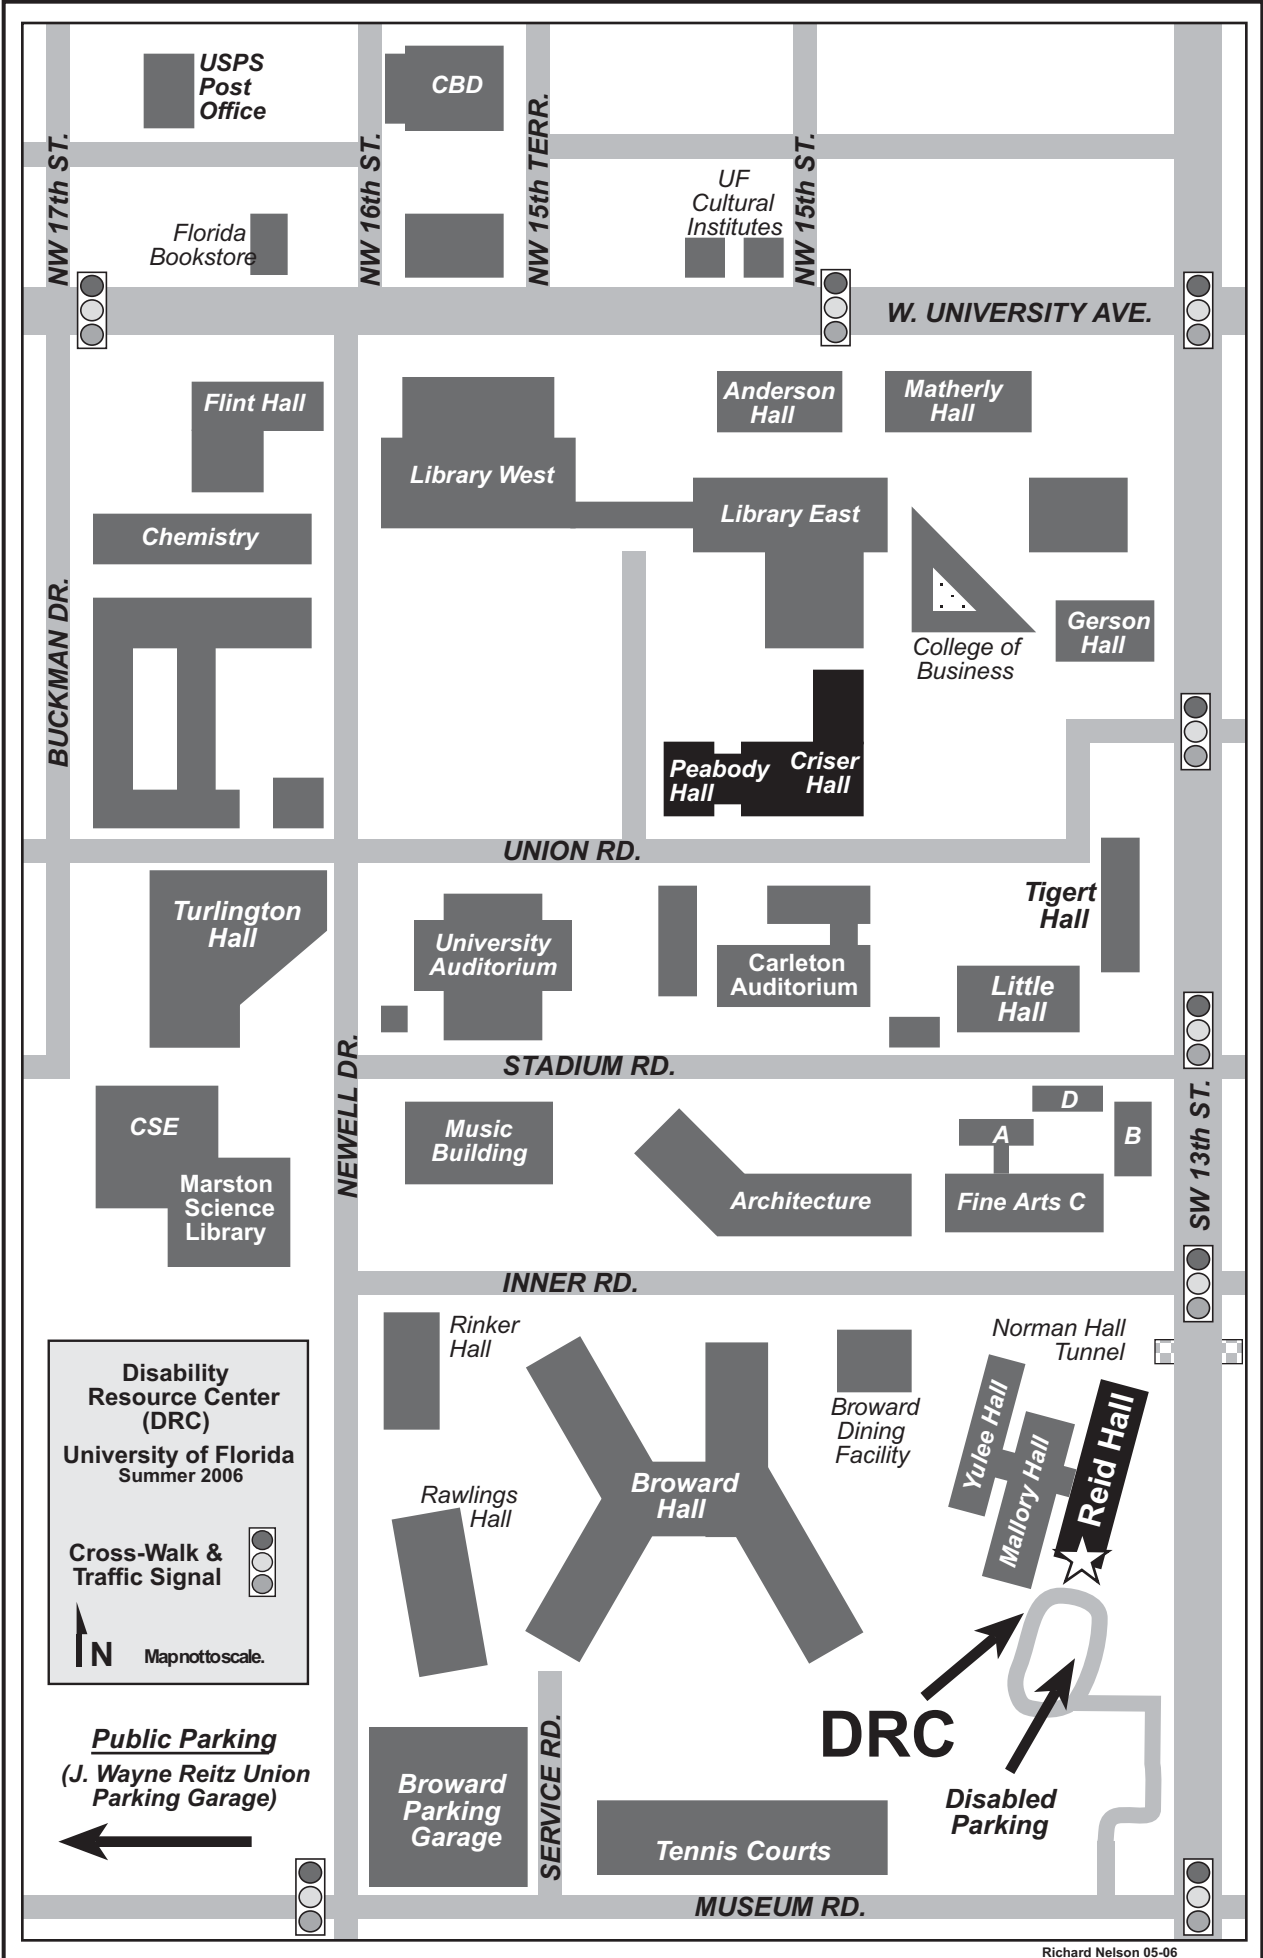 USPS
Post
Office
CBD
NW 17th ST.
NW 16th ST.
NW 15th TERR.
NW 15th ST.
UF
Cultural
Institutes
Florida
Bookstore
W. UNIVERSITY AVE.
Flint Hall
Anderson
Hall
Matherly
Hall
Library West
Library East
Chemistry
BUCKMAN DR.
College of
Business
Gerson
Hall
Peabody
Hall
Criser
Hall
UNION RD.
Turlington
Hall
University
Auditorium
Carleton
Auditorium
Tigert
Hall
Little
Hall
NEWELL DR.
STADIUM RD.
SW 13th ST.
CSE
Marston
Science
Library
Music
Building
Architecture
D
A
B
Fine Arts C
INNER RD.
Rinker
Hall
Norman Hall
Tunnel
Disability
Resource Center
(DRC)
University of Florida
Summer 2006
Cross-Walk &
Traffic Signal
N
Mapnottoscale.
Broward
Dining
Facility
Yulee Hall
Mallory Hall
Reid Hall
Broward
Hall
Rawlings
Hall
DRC
Disabled
Parking
Public Parking
(J. Wayne Reitz Union
Parking Garage)
Broward
Parking
Garage
SERVICE RD.
Tennis Courts
MUSEUM RD.
Richard Nelson 05-06